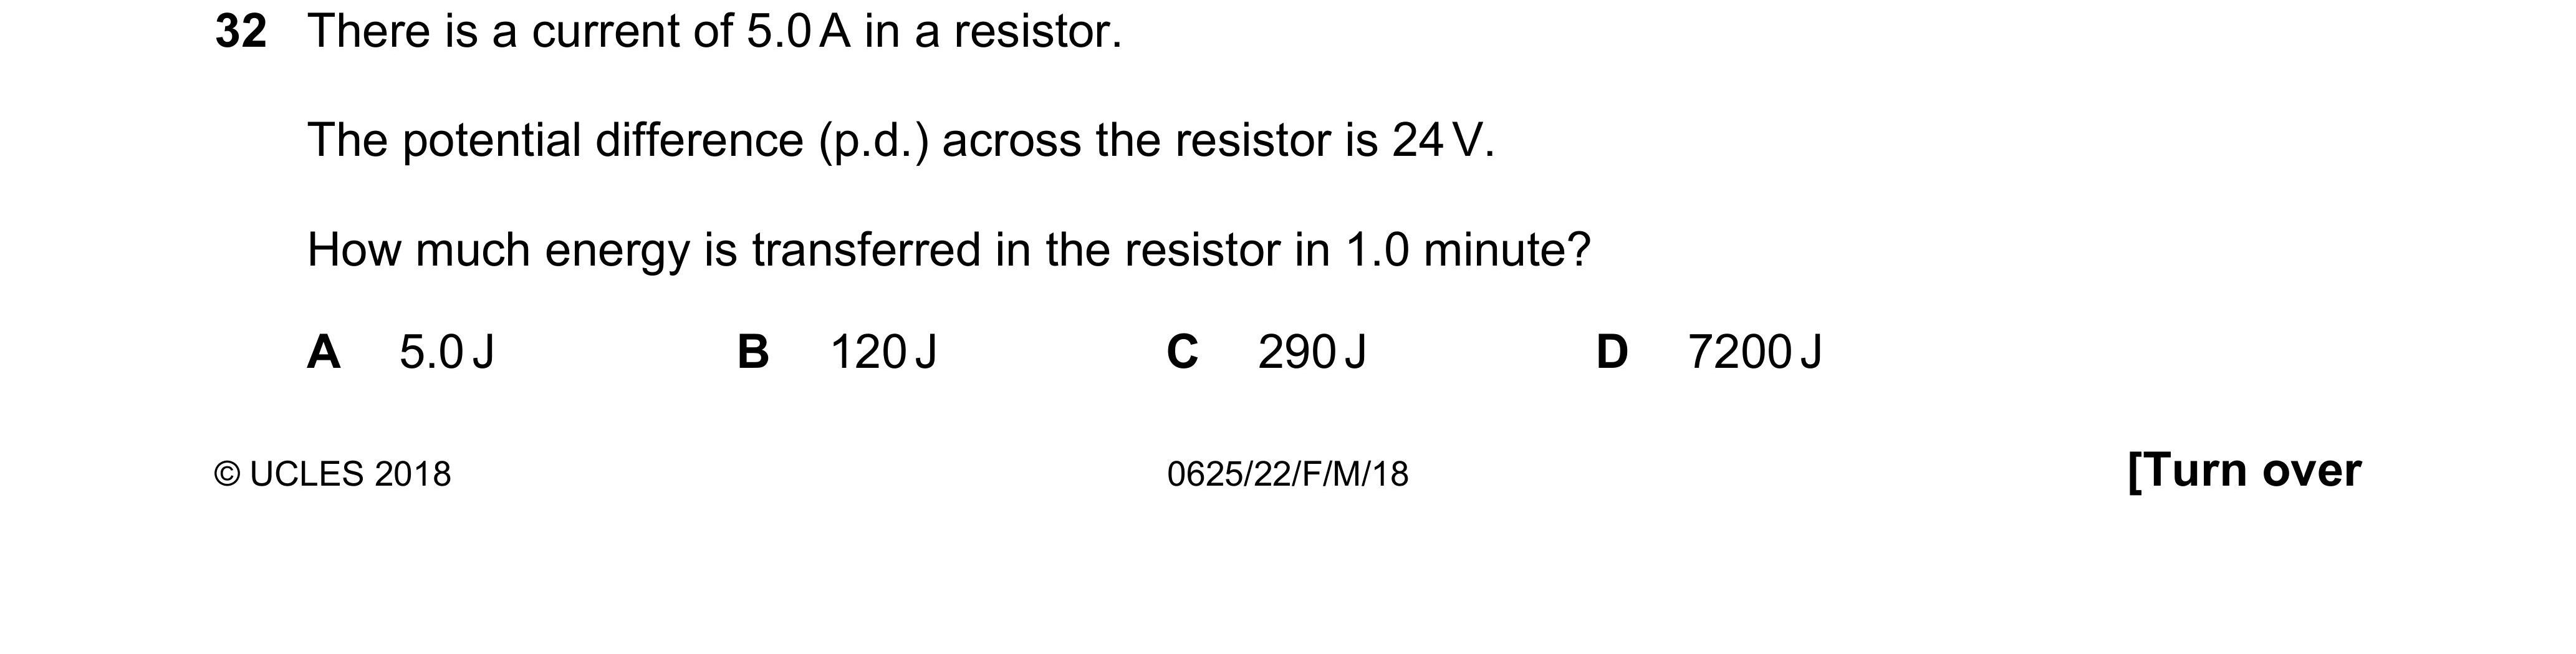 32 There is a current of 5.0 A in a resistor.
The potential difference (p.d.) across the resistor is 24 V.
How much energy is transferred in the resistor in 1.0 minute?
A 5.0 J B 120 J C 290 J D 7200 J
© UCLES 2018 0625/22/F/M/18 [Turn over